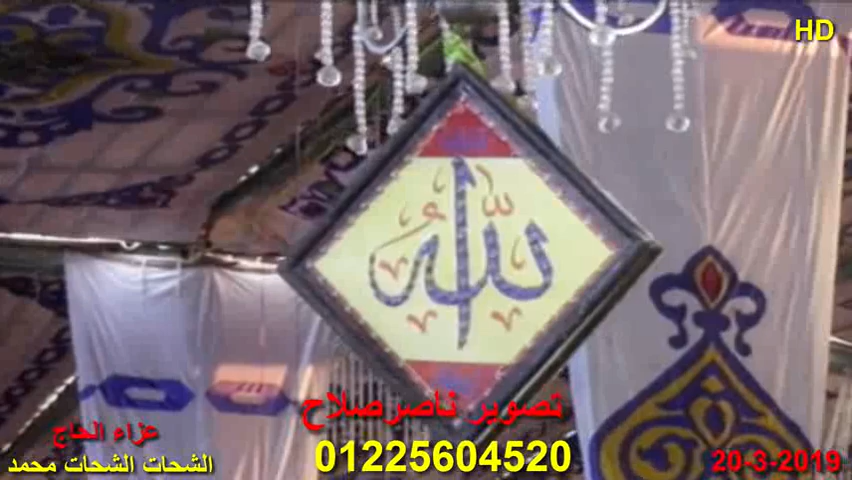 HD
الله
تصوير ناصرصلاح
01225604520
عزاء الحاج
الشحات الشحات محمد
20-3-2019